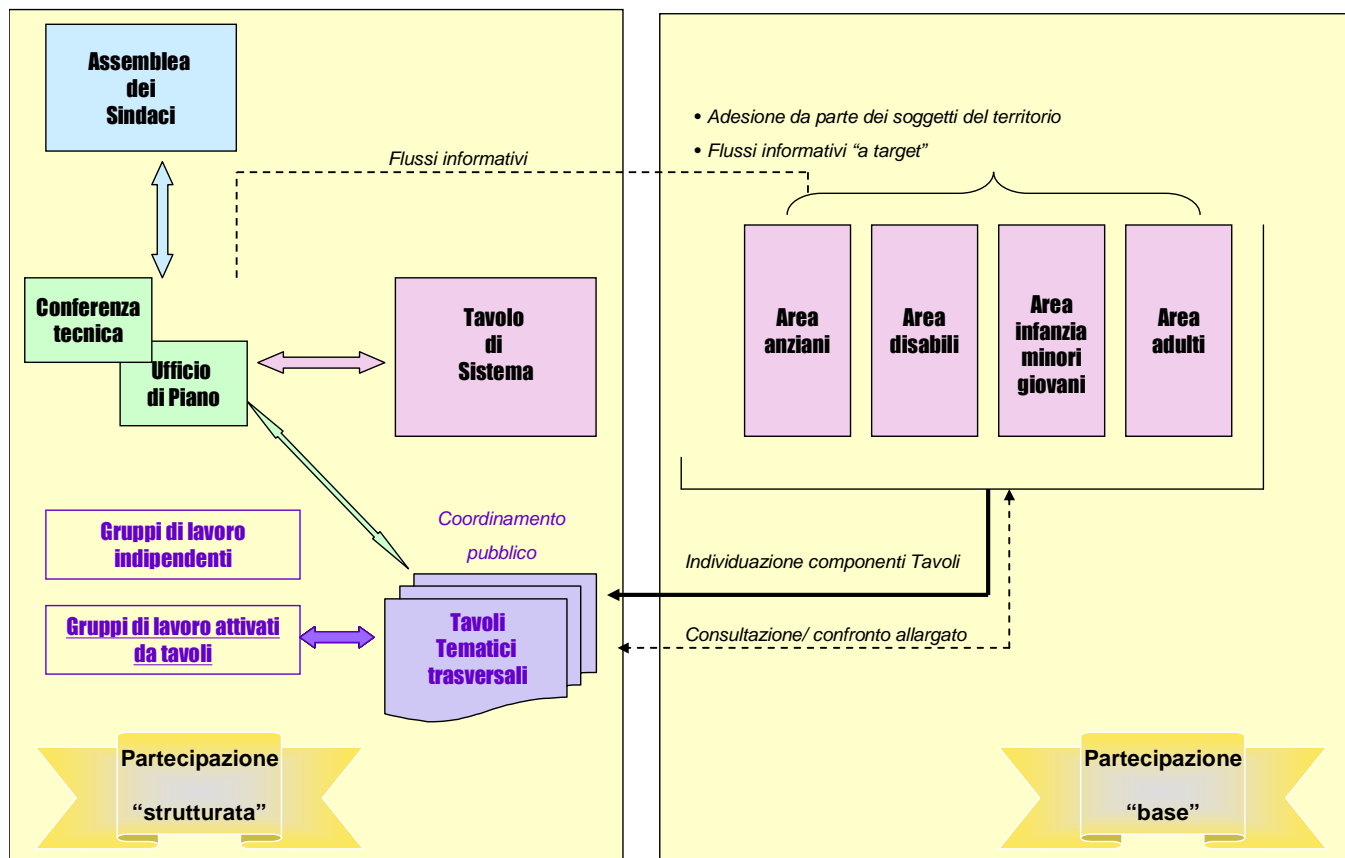 Assemblea
dei
Sindaci
Flussi informativi
Conferenza
tecnica
Ufficio
di Piano
Tavolo
di
Sistema
Gruppi di lavoro
indipendenti
Coordinamento
pubblico
Gruppi di lavoro attivati
da tavoli
Tavoli
Tematici
trasversali
Partecipazione
“strutturata”
• Adesione da parte dei soggetti del territorio
• Flussi informativi “a target”
Area
anziani
Area
disabili
Area
infanzia
minori
giovani
Area
adulti
Individuazione componenti Tavoli
Consultazione/ confronto allargato
Partecipazione
“base”